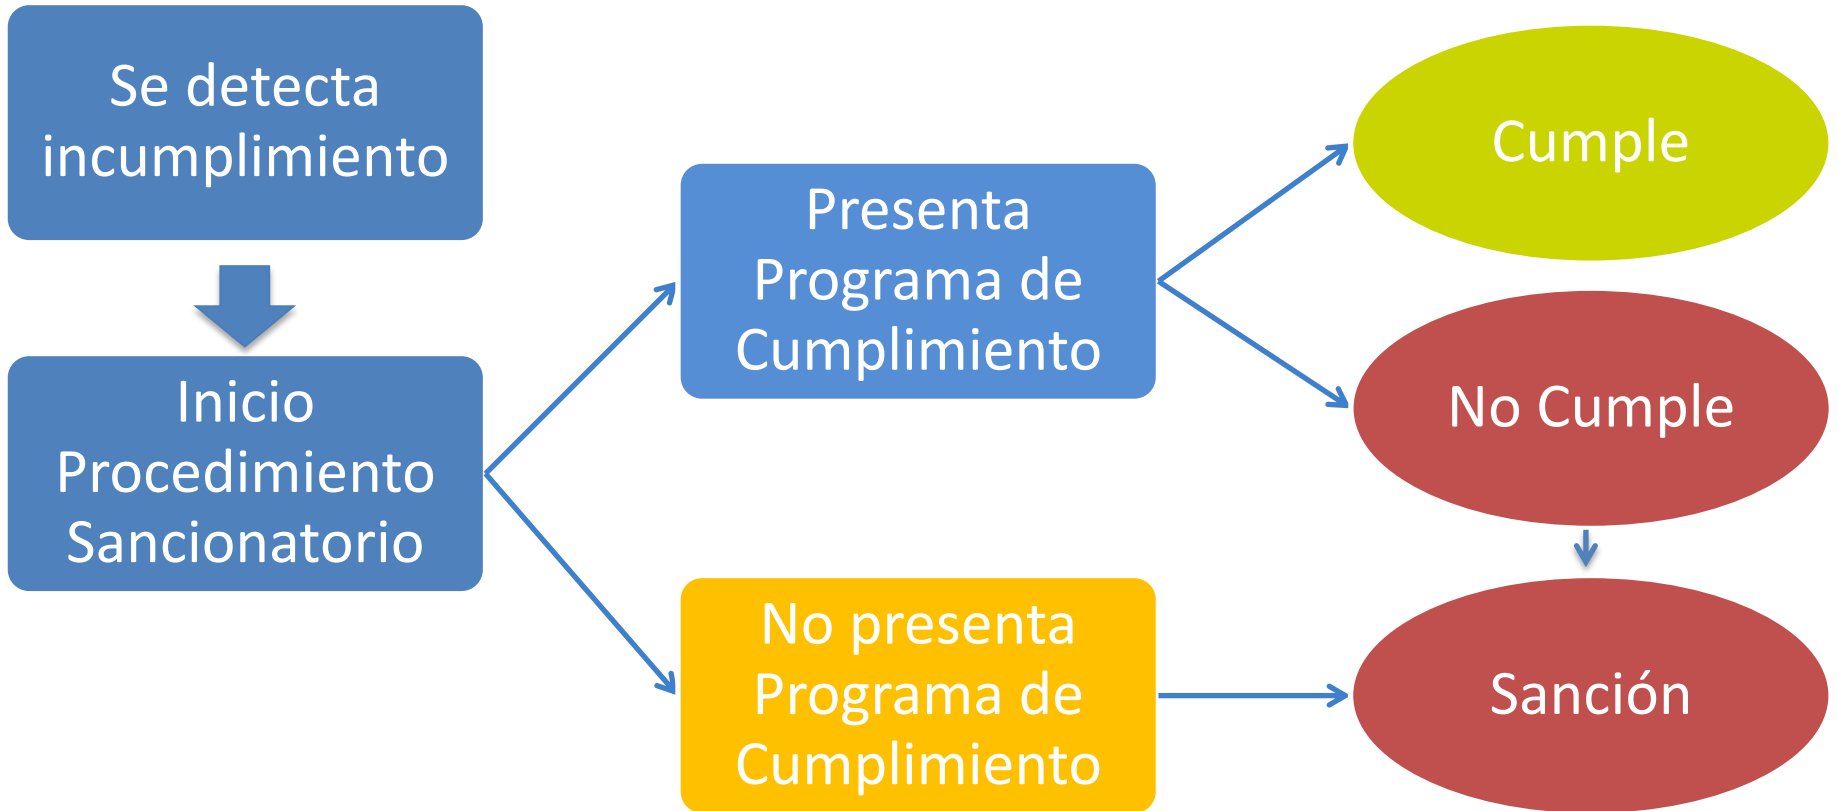 Se detecta
incumplimiento
Inicio
Procedimiento
Sancionatorio
Presenta
Programa de
Cumplimiento
No presenta
Programa de
Cumplimiento
Cumple
No Cumple
Sanción